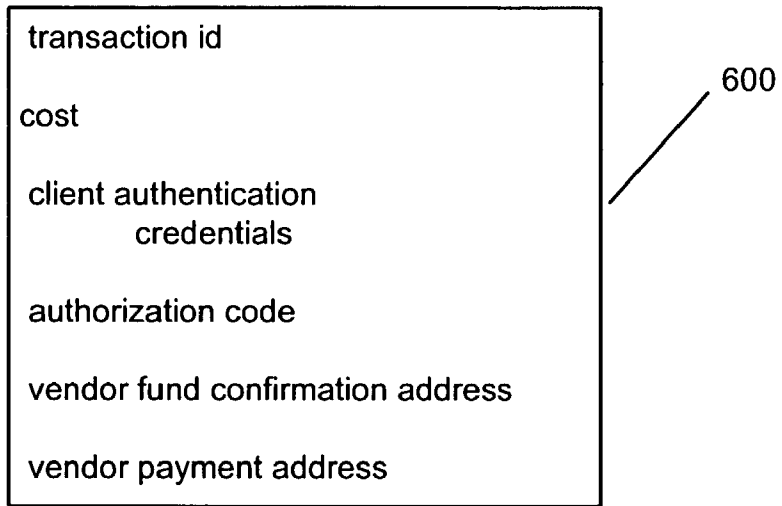 transaction id
600
cost
client authentication
credentials
authorization code
vendor fund confirmation address
vendor payment address